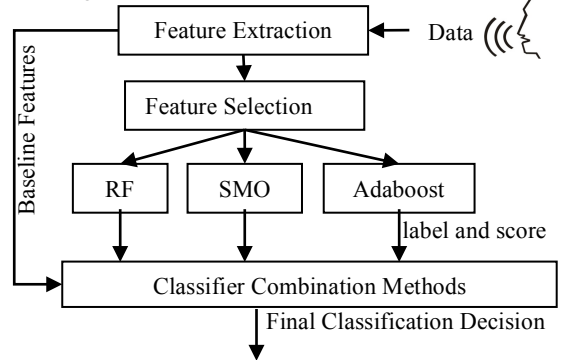 Feature Extraction
Data
Baseline Features
Feature Selection
RF
SMO
Adaboost
label and score
Classifier Combination Methods
Final Classification Decision